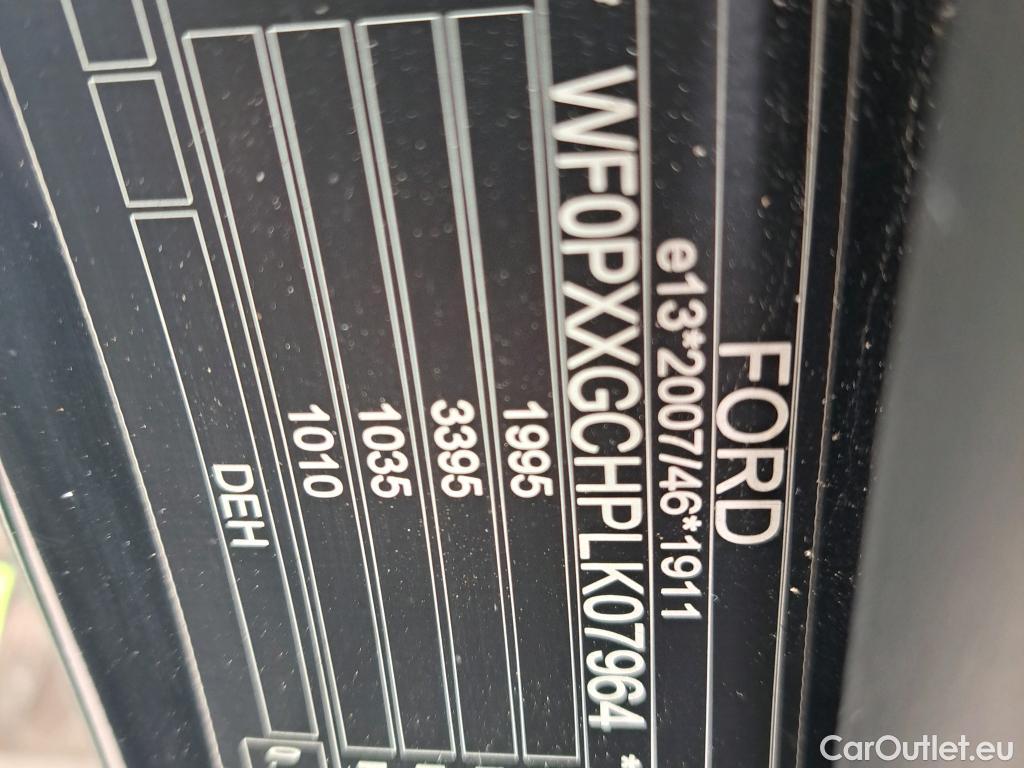 FORD
e13*2007/46*1911
* WF0PXXGCHPLK07964 *
1995
3395
1035
1010
DEH
CarOutlet.eu